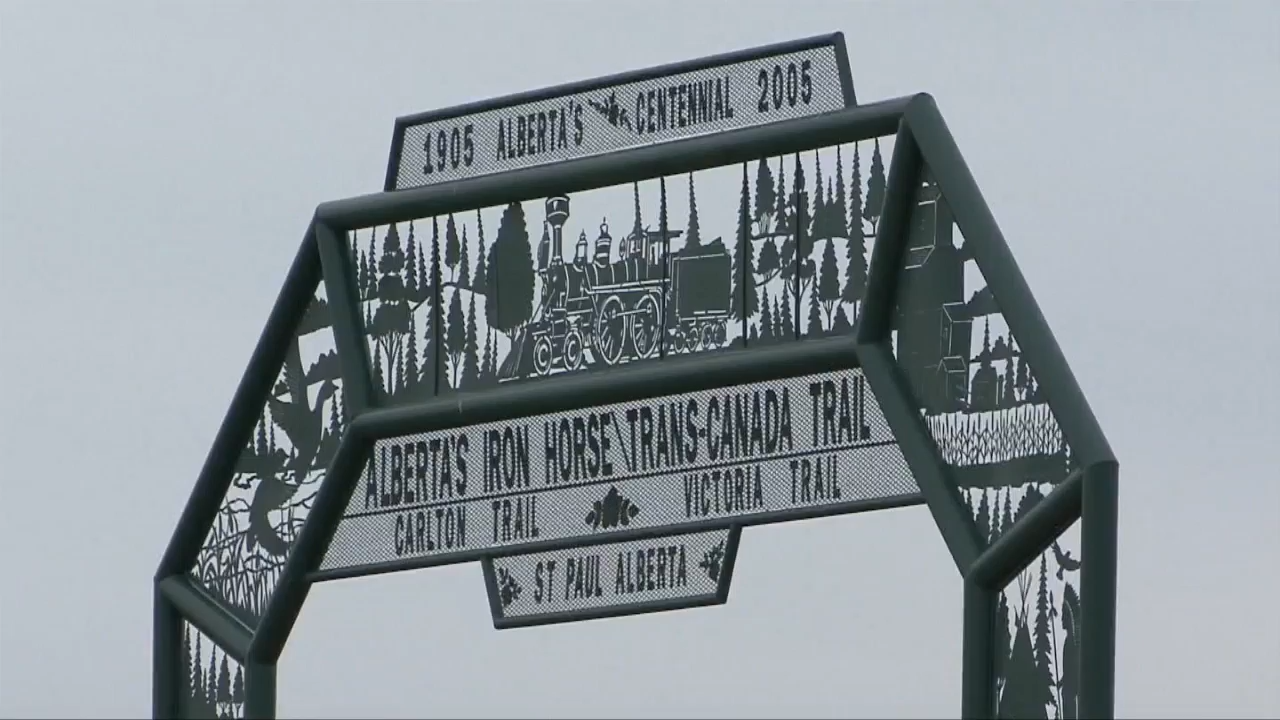 1905 ALBERTA'S CENTENNIAL 2005
ALBERTA'S IRON HORSE\TRANS-CANADA TRAIL
CARLTON TRAIL VICTORIA TRAIL
ST PAUL ALBERTA